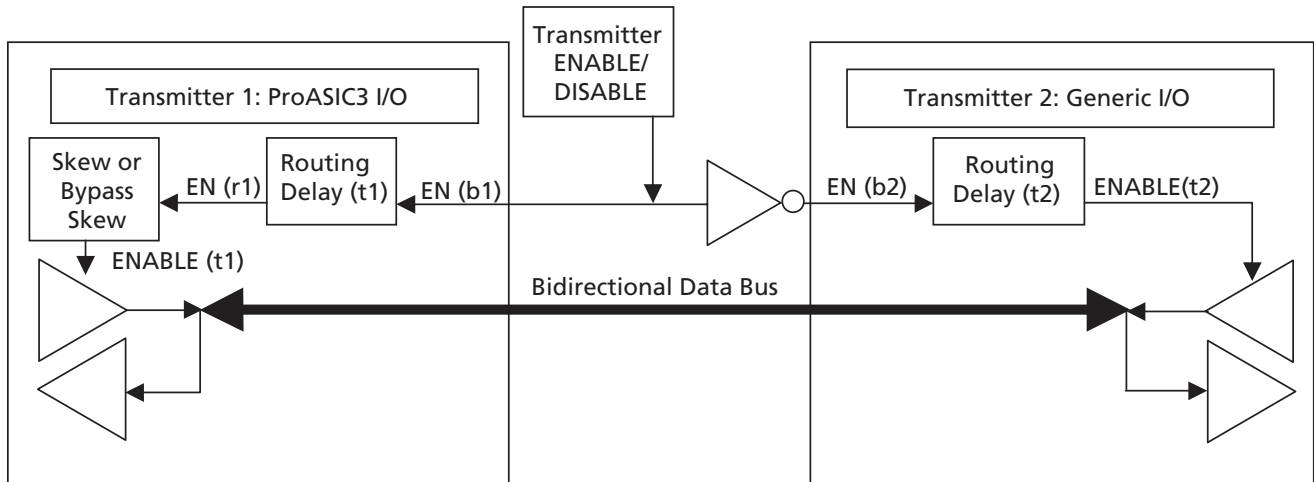 Transmitter
ENABLE/
DISABLE
Transmitter 1: ProASIC3 I/O
Transmitter 2: Generic I/O
Skew or
Bypass
Skew
EN (r1)
Routing
Delay (t1)
EN (b1)
EN (b2)
Routing
Delay (t2)
ENABLE(t2)
ENABLE (t1)
Bidirectional Data Bus